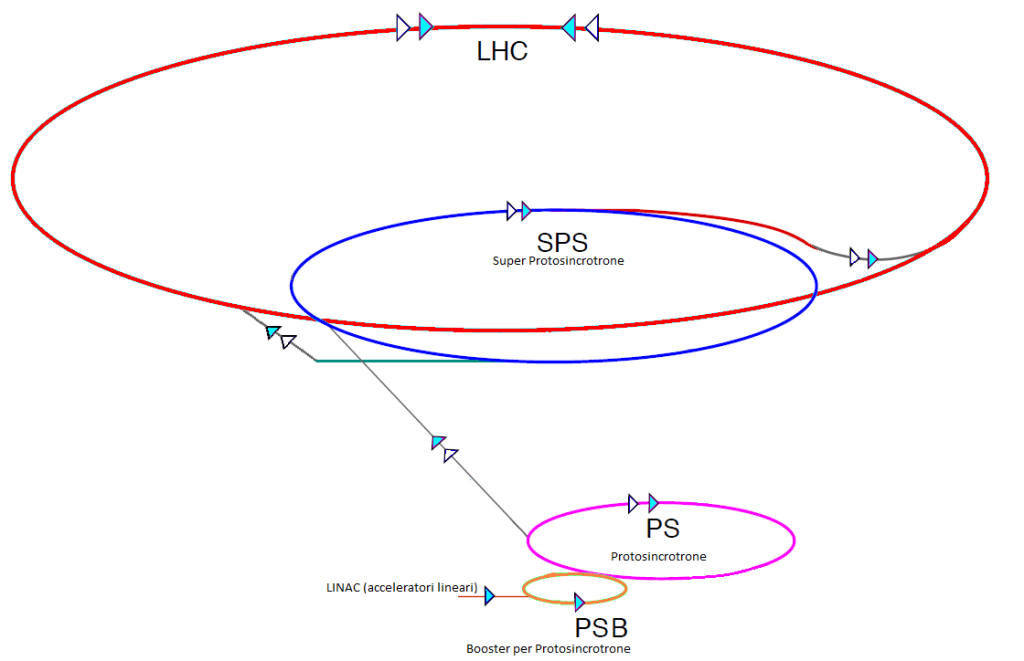 LHC
SPS
Super Protosincrotrone
PS
Protosincrotrone
LINAC (acceleratori lineari)
PSB
Booster per Protosincrotrone